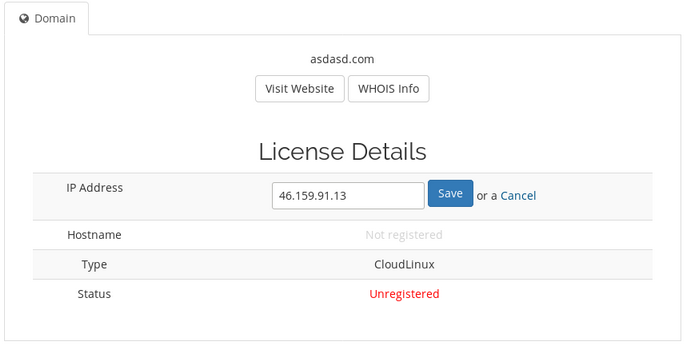 Domain
asdasd.com
Visit Website WHOIS Info
License Details
IP Address 46.159.91.13 Save or a Cancel
Hostname Not registered
Type CloudLinux
Status Unregistered